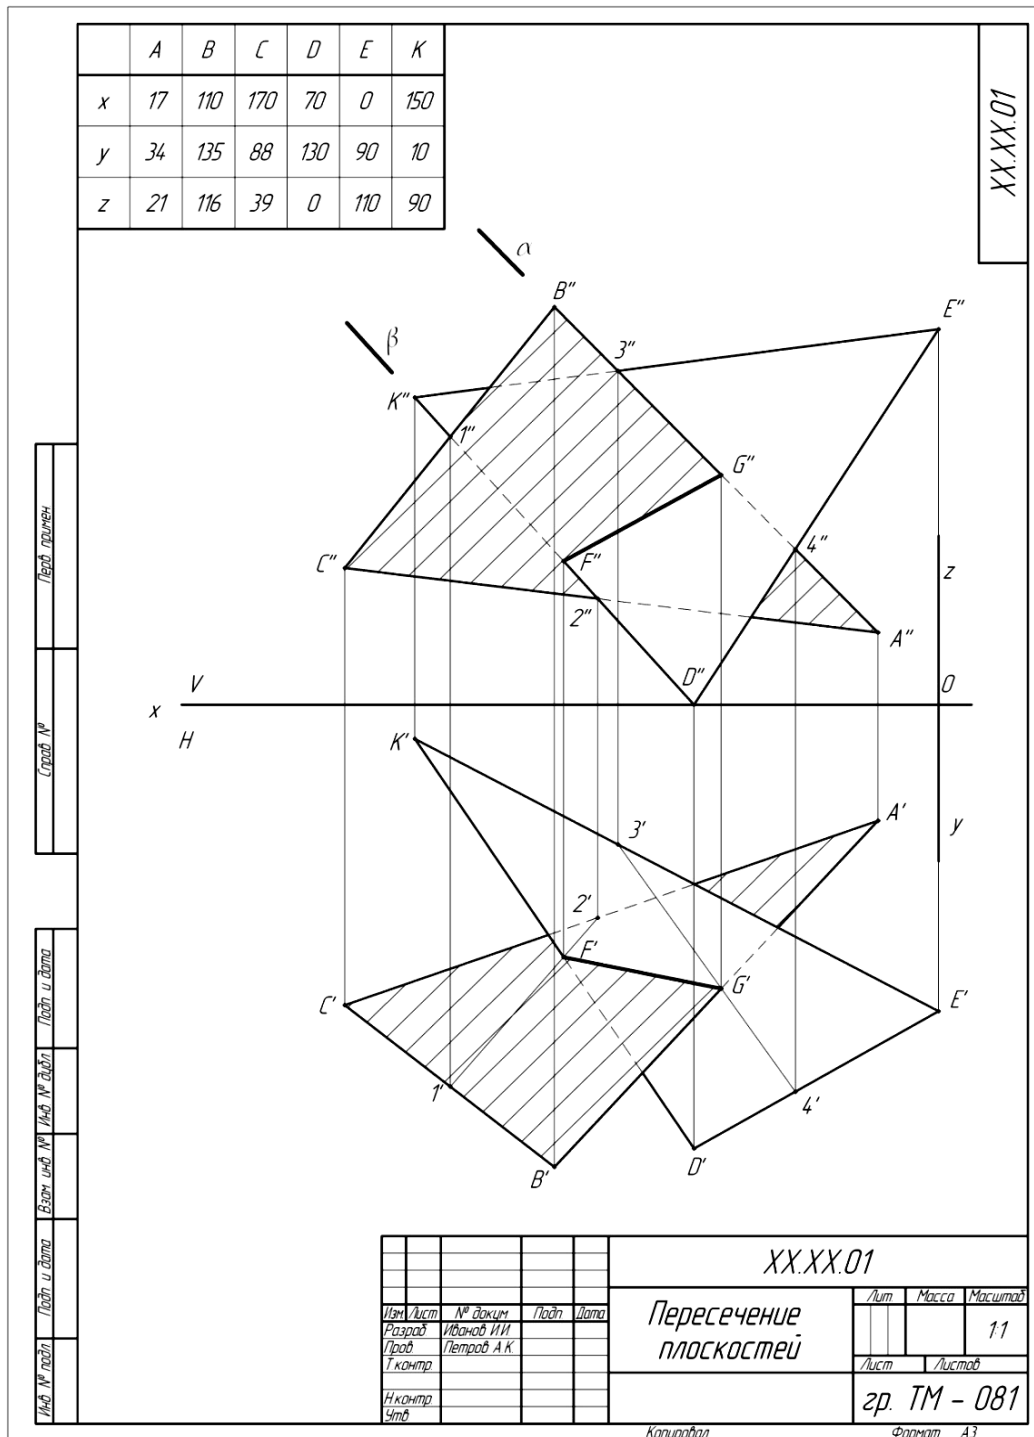 A B C D E K
x 17 110 170 70 0 150
y 34 135 88 130 90 10
z 21 116 39 0 110 90
XX.XX.01
α
β
B"
E"
3"
K"
1"
G"
C"
F"
4"
2"
z
A"
D"
V
0
x
H
K'
A'
y
3'
2'
F'
G'
C'
E'
1'
4'
D'
B'
Перв примен
Справ №
Подп и дата
Инв № дубл
Взам инв №
Подп и дата
Инв № подл
XX.XX.01
Изм Лист № докум Подп Дата
Разраб Иванов И И
Пров Петров А К
Т контр
Н контр
Утв
Пересечение
плоскостей
Лит Масса Масштаб
1:1
Лист Листов
гр. ТМ - 081
Копировал Формат А3